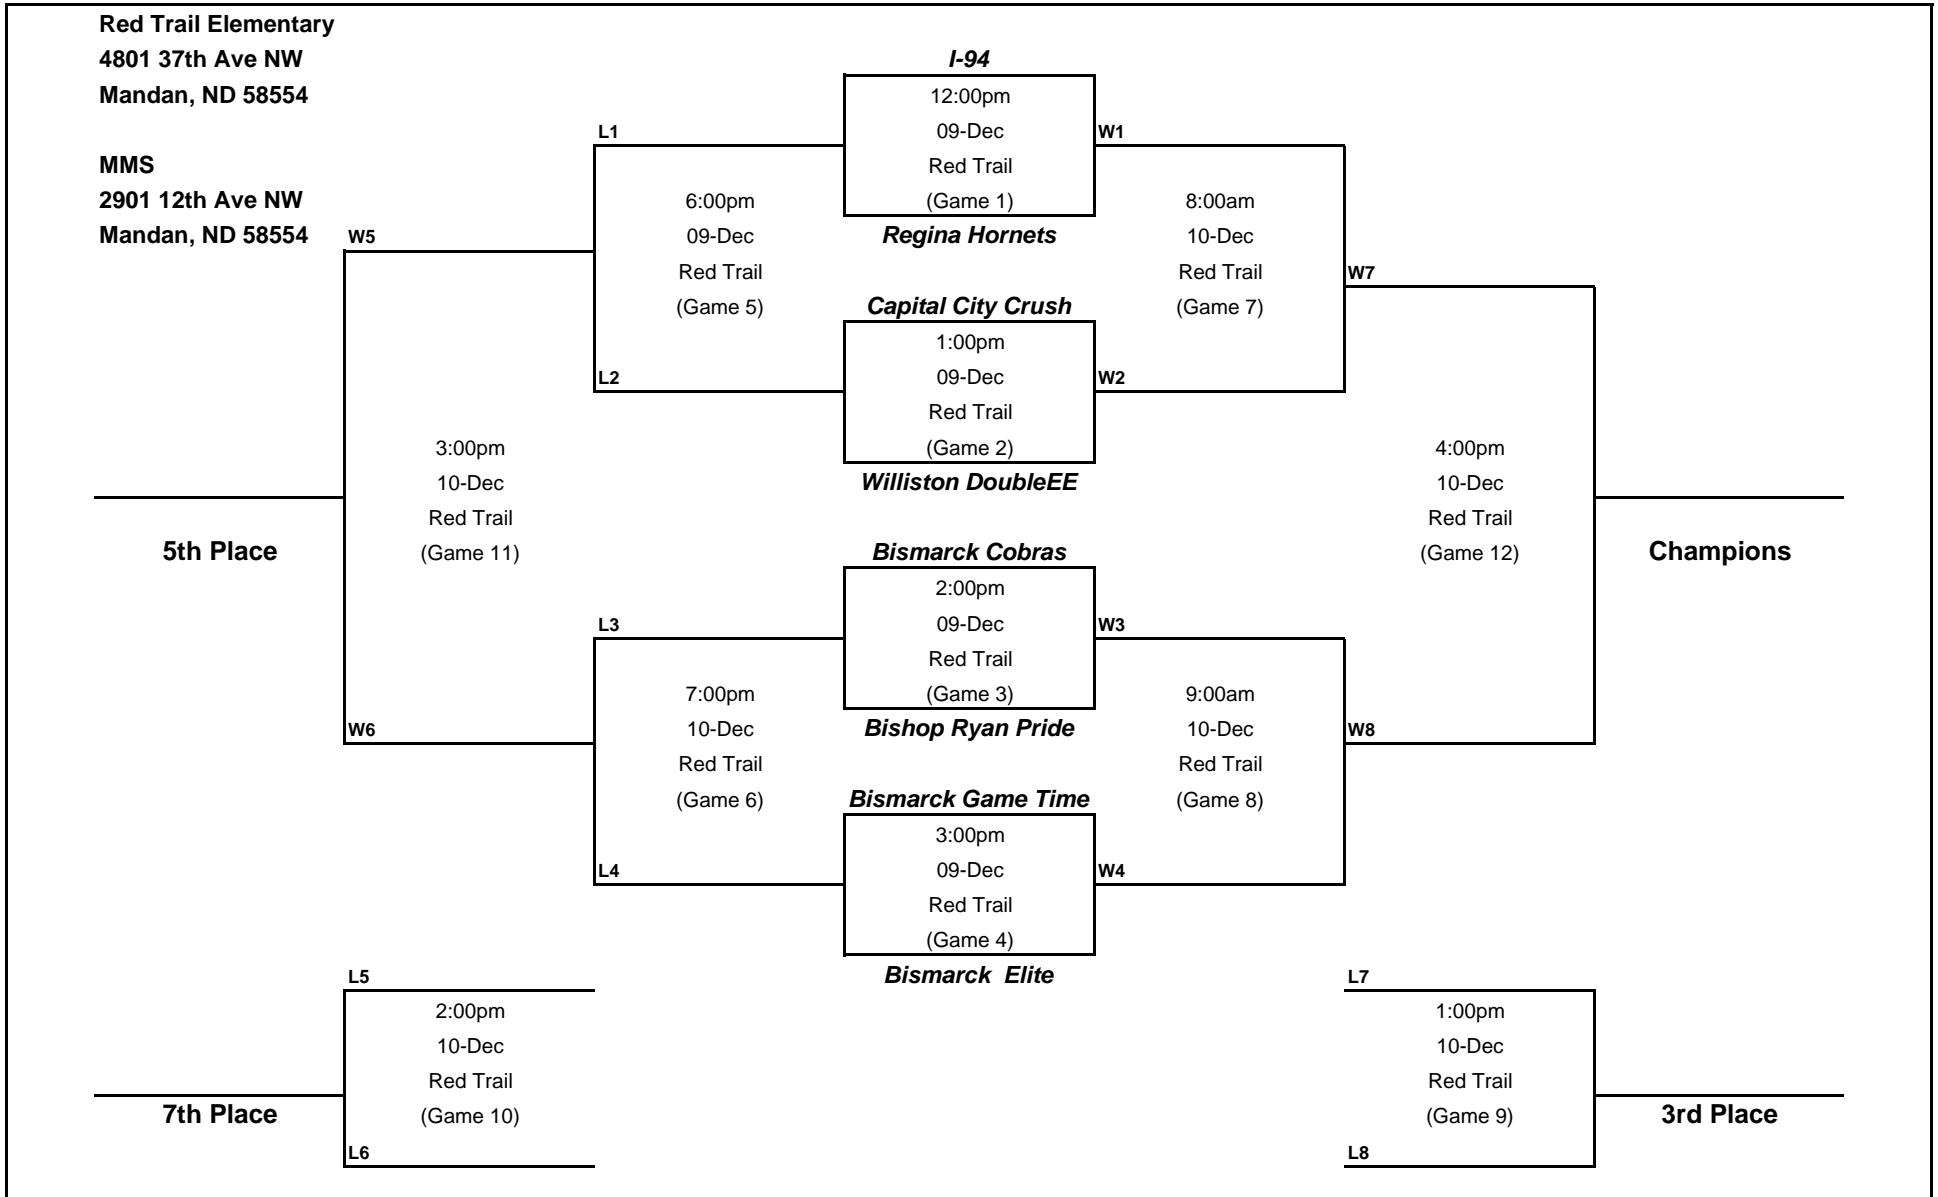 Red Trail Elementary
4801 37th Ave NW
Mandan, ND 58554
MMS
2901 12th Ave NW
Mandan, ND 58554
I-94
12:00pm
09-Dec
Red Trail
(Game 1)
Regina Hornets
L1
W1
6:00pm
09-Dec
Red Trail
(Game 5)
8:00am
10-Dec
Red Trail
(Game 7)
W5
W7
Capital City Crush
1:00pm
09-Dec
Red Trail
(Game 2)
Williston DoubleEE
L2
W2
3:00pm
10-Dec
Red Trail
(Game 11)
5th Place
4:00pm
10-Dec
Red Trail
(Game 12)
Champions
Bismarck Cobras
2:00pm
09-Dec
Red Trail
(Game 3)
Bishop Ryan Pride
L3
W3
7:00pm
10-Dec
Red Trail
(Game 6)
9:00am
10-Dec
Red Trail
(Game 8)
W6
W8
Bismarck Game Time
3:00pm
09-Dec
Red Trail
(Game 4)
Bismarck  Elite
L4
W4
L5
2:00pm
10-Dec
Red Trail
(Game 10)
7th Place
L6
L7
1:00pm
10-Dec
Red Trail
(Game 9)
3rd Place
L8